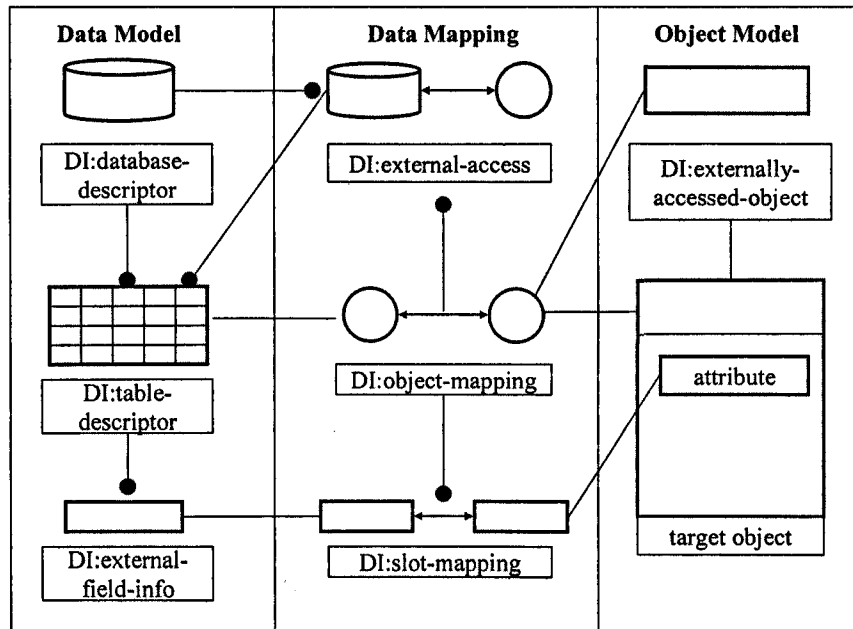 Data Model
Data Mapping
Object Model
DI:database-
descriptor
DI:external-access
DI:externally-
accessed-object
DI:table-
descriptor
DI:object-mapping
attribute
DI:external-
field-info
DI:slot-mapping
target object